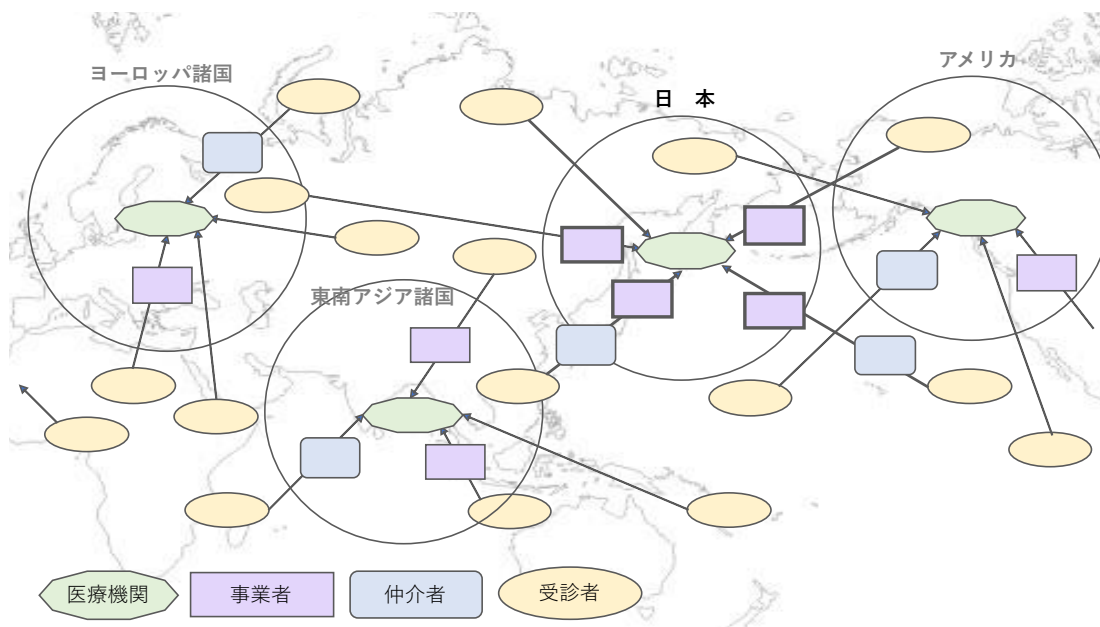 ヨーロッパ諸国
アメリカ
日　本
東南アジア諸国
医療機関
事業者
仲介者
受診者